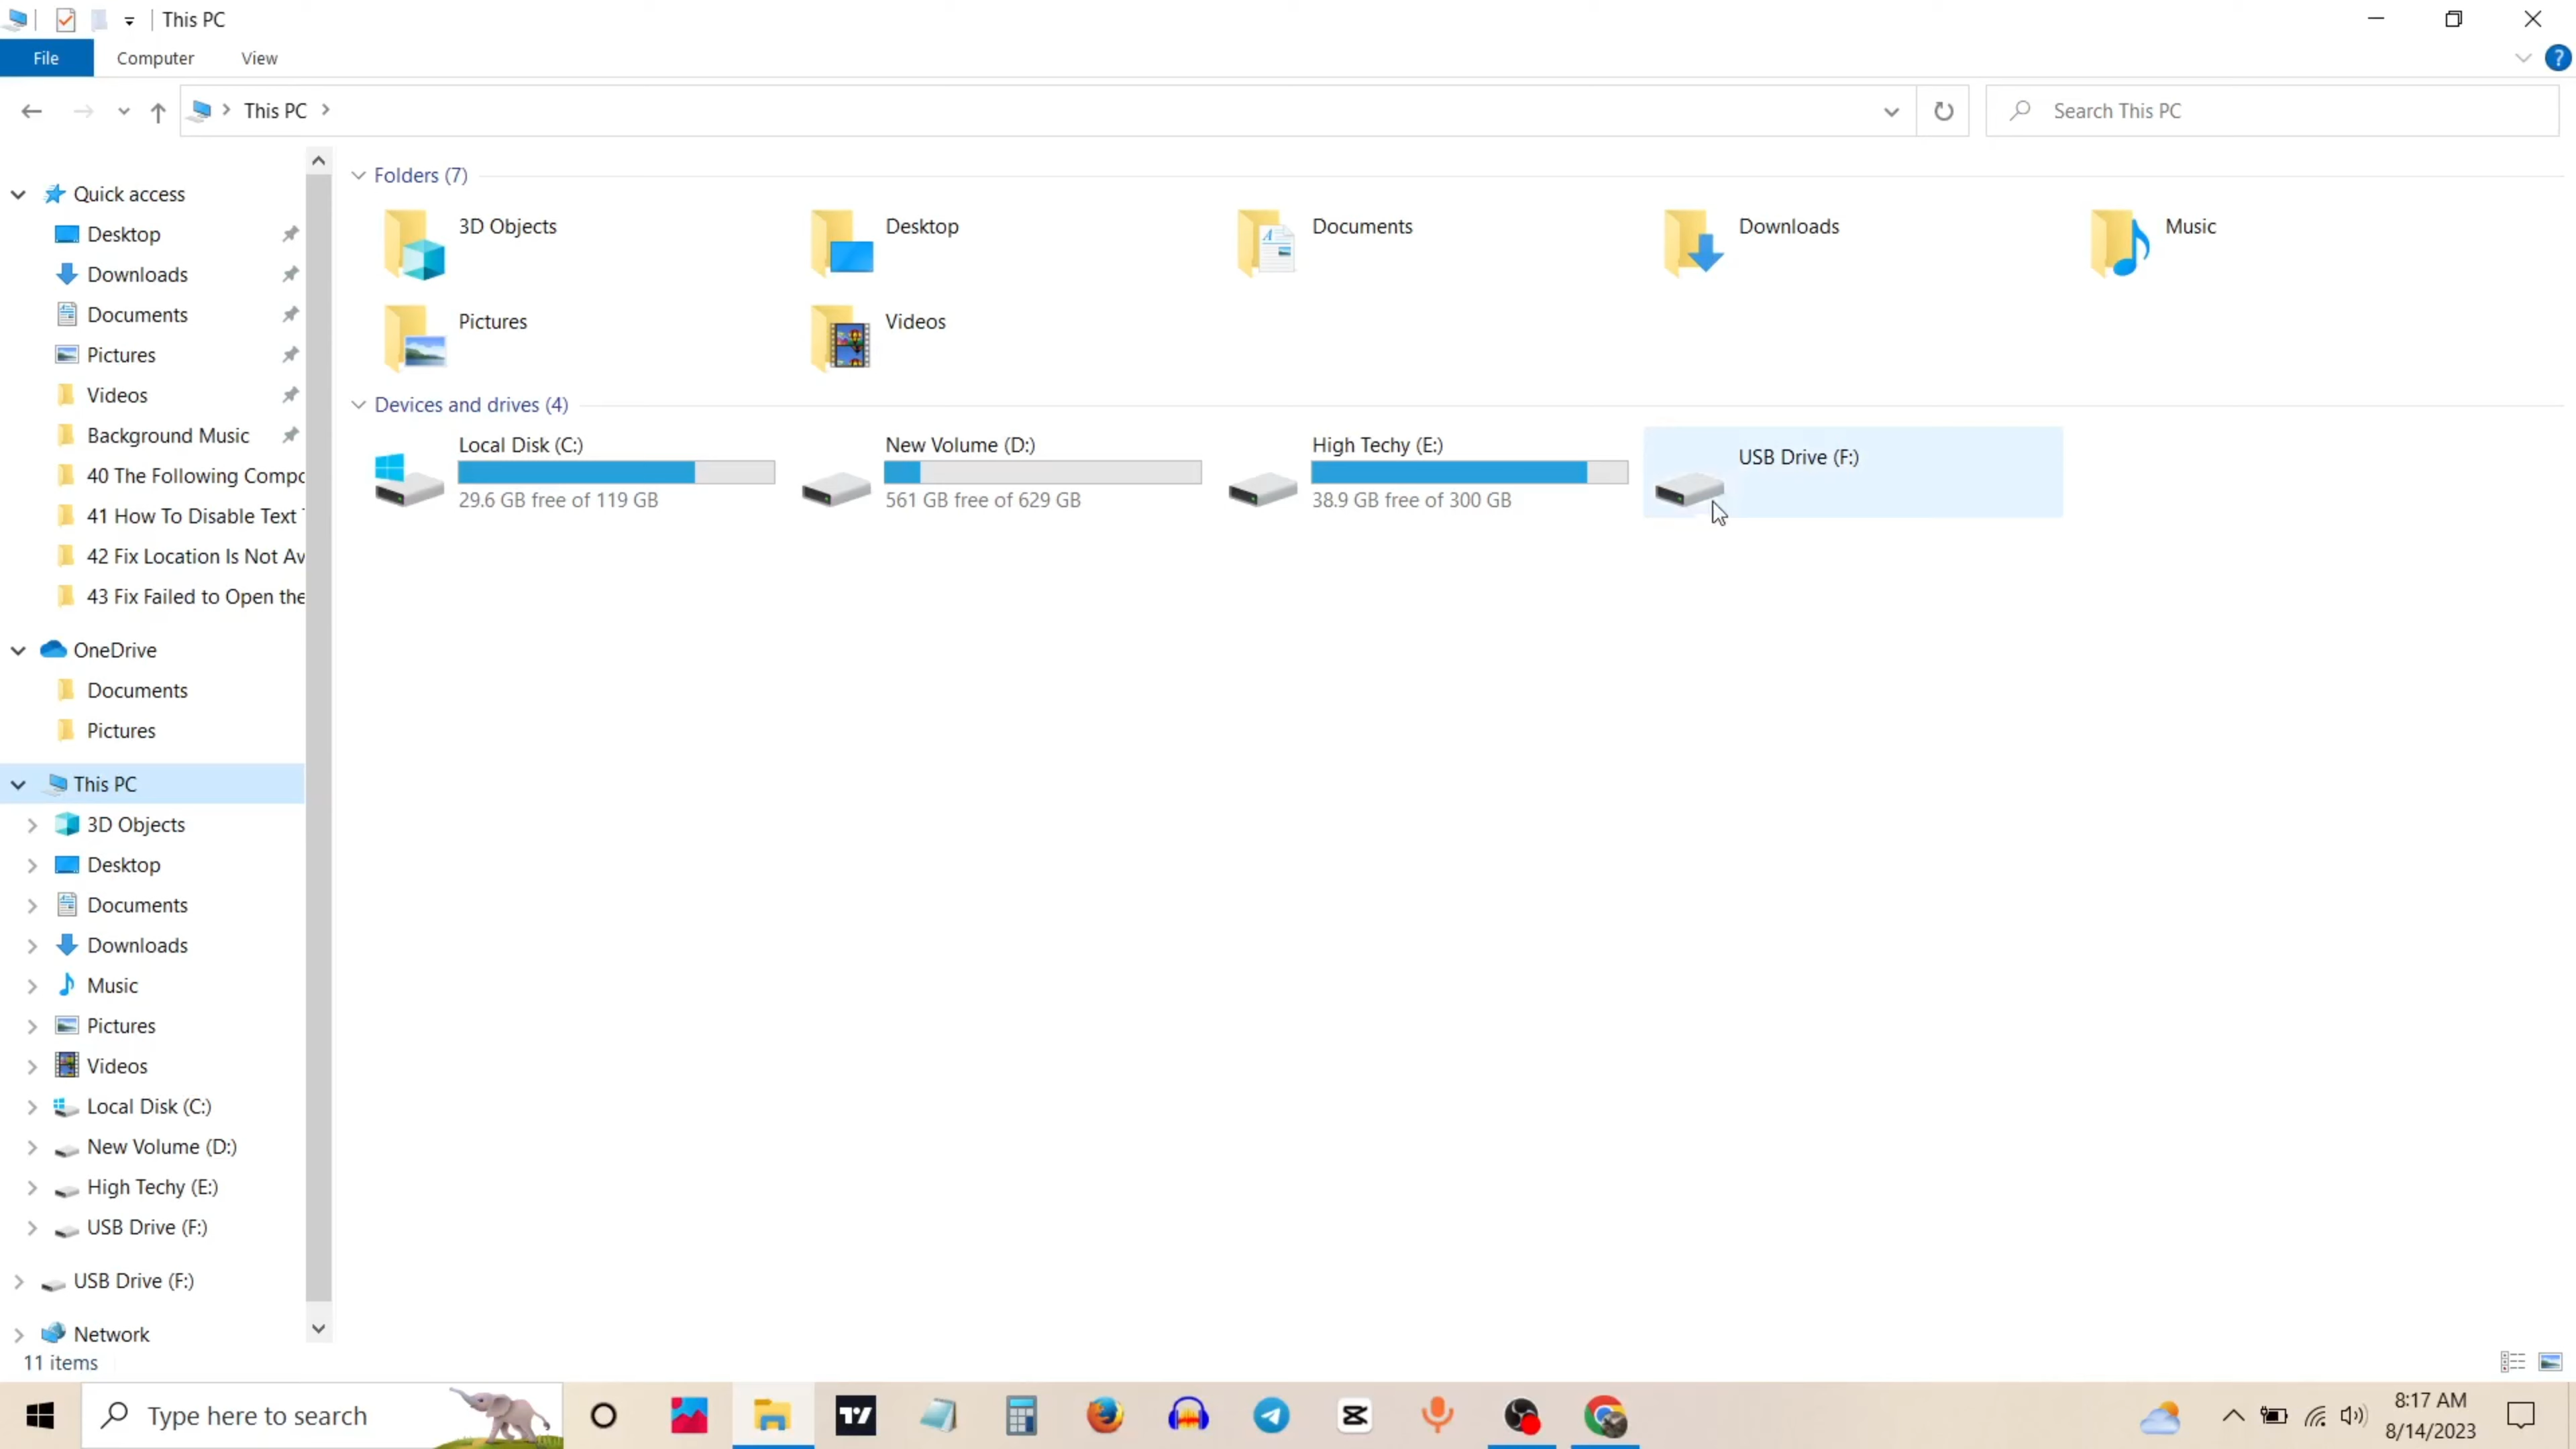 This PC
File
Computer
View
This PC
Search This PC
Quick access
Desktop
Downloads
Documents
Pictures
Videos
Background Music
40 The Following Compo
41 How To Disable Text
42 Fix Location Is Not Av
43 Fix Failed to Open the
OneDrive
Documents
Pictures
This PC
3D Objects
Desktop
Documents
Downloads
Music
Pictures
Videos
Local Disk (C:)
New Volume (D:)
High Techy (E:)
USB Drive (F:)
USB Drive (F:)
Network
11 items
Folders (7)
3D Objects
Desktop
Documents
Downloads
Music
Pictures
Videos
Devices and drives (4)
Local Disk (C:)
29.6 GB free of 119 GB
New Volume (D:)
561 GB free of 629 GB
High Techy (E:)
38.9 GB free of 300 GB
USB Drive (F:)
Type here to search
8:17 AM
8/14/2023